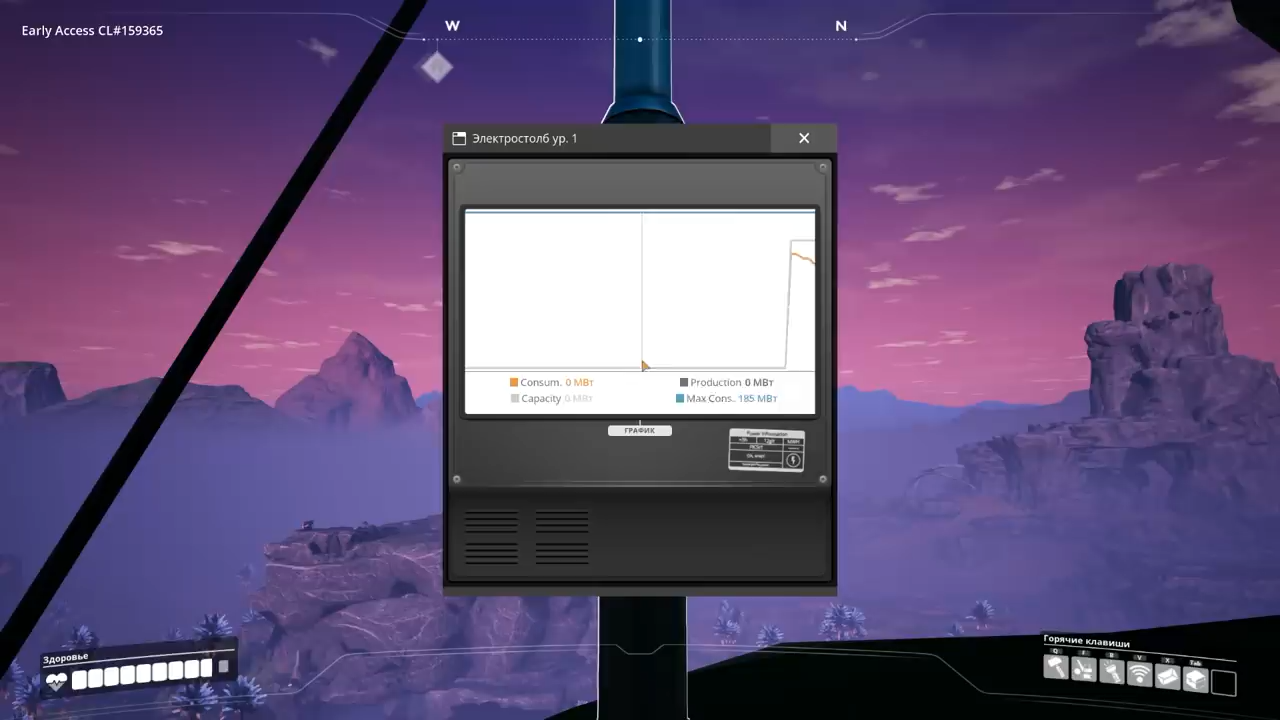 Early Access CL#159365
W
N
Электростолб ур. 1
Consum. 0 МВт
Production 0 МВт
Capacity 0 МВт
Max Cons. 185 МВт
ГРАФИК
Здоровье
Горячие клавиши
Q
F
B
V
X
Tab